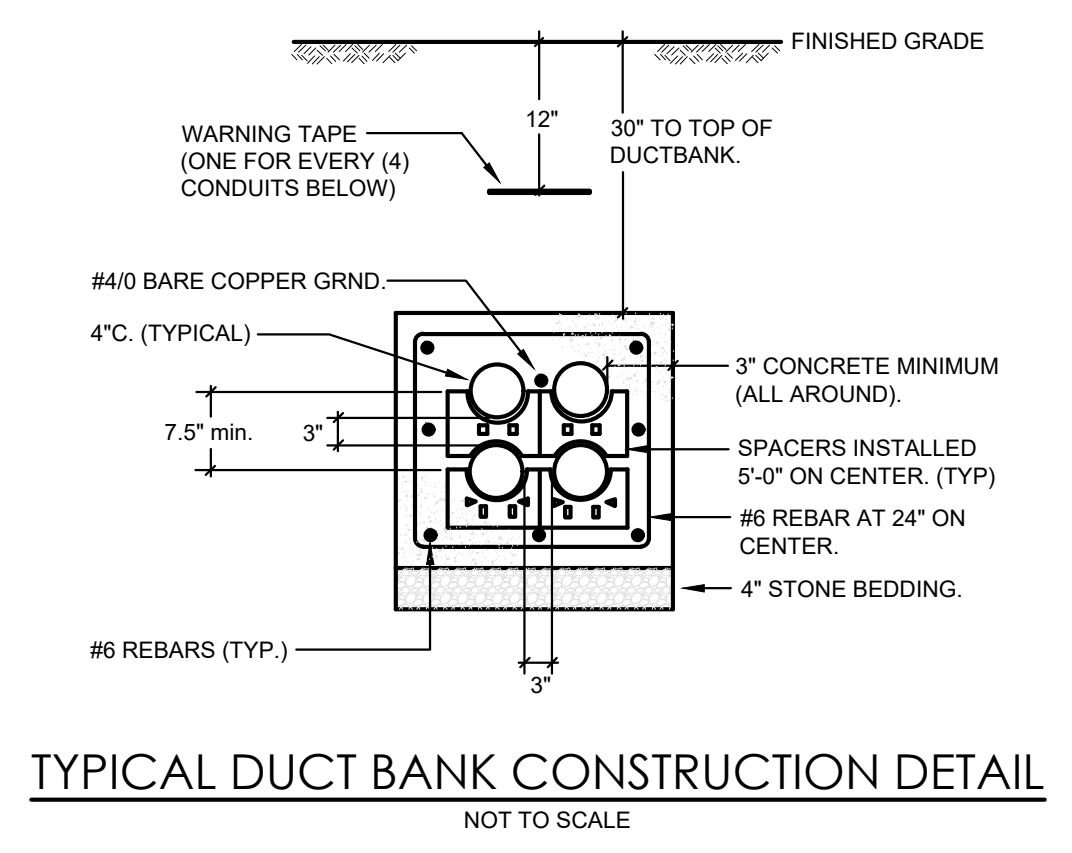 FINISHED GRADE
12"
30" TO TOP OF
DUCTBANK.
WARNING TAPE
(ONE FOR EVERY (4)
CONDUITS BELOW)
#4/0 BARE COPPER GRND.
4"C. (TYPICAL)
3" CONCRETE MINIMUM
(ALL AROUND).
7.5" min.
3"
SPACERS INSTALLED
5'-0" ON CENTER. (TYP)
#6 REBAR AT 24" ON
CENTER.
4" STONE BEDDING.
#6 REBARS (TYP.)
3"
TYPICAL DUCT BANK CONSTRUCTION DETAIL
NOT TO SCALE